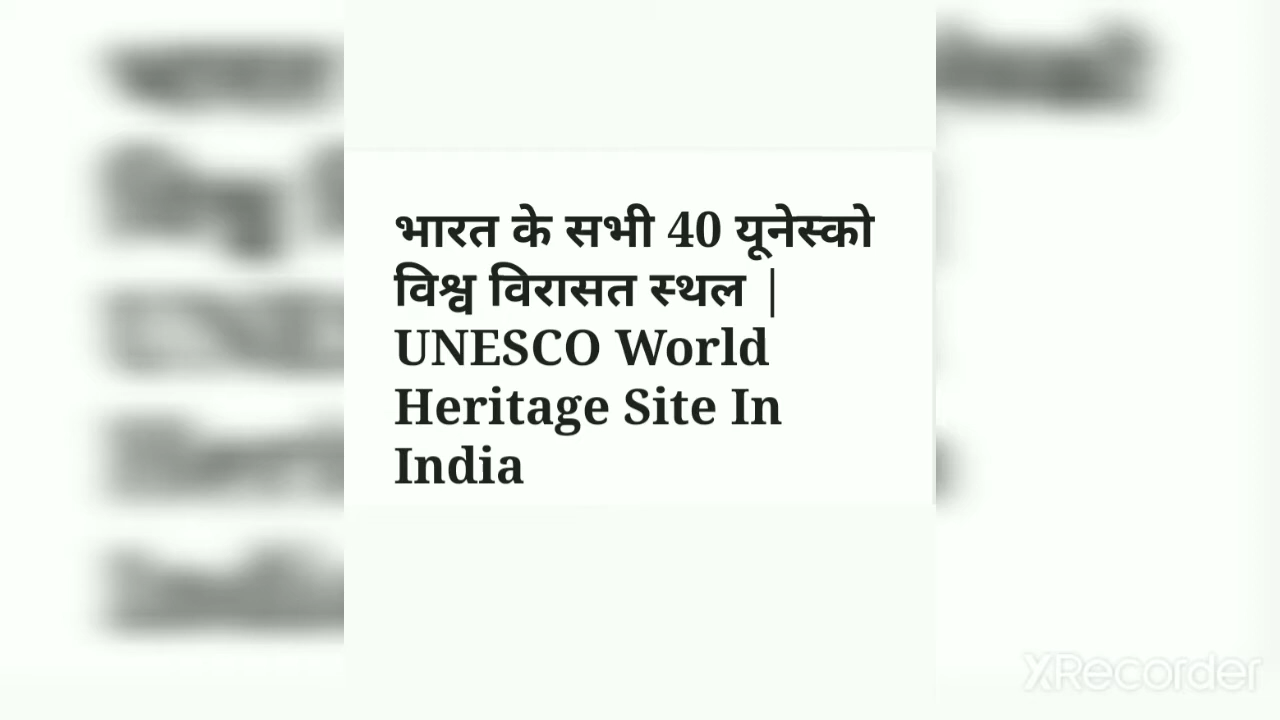 भारत के सभी 40 यूनेस्को
विश्व विरासत स्थल |
UNESCO World
Heritage Site In
India
XRecorder